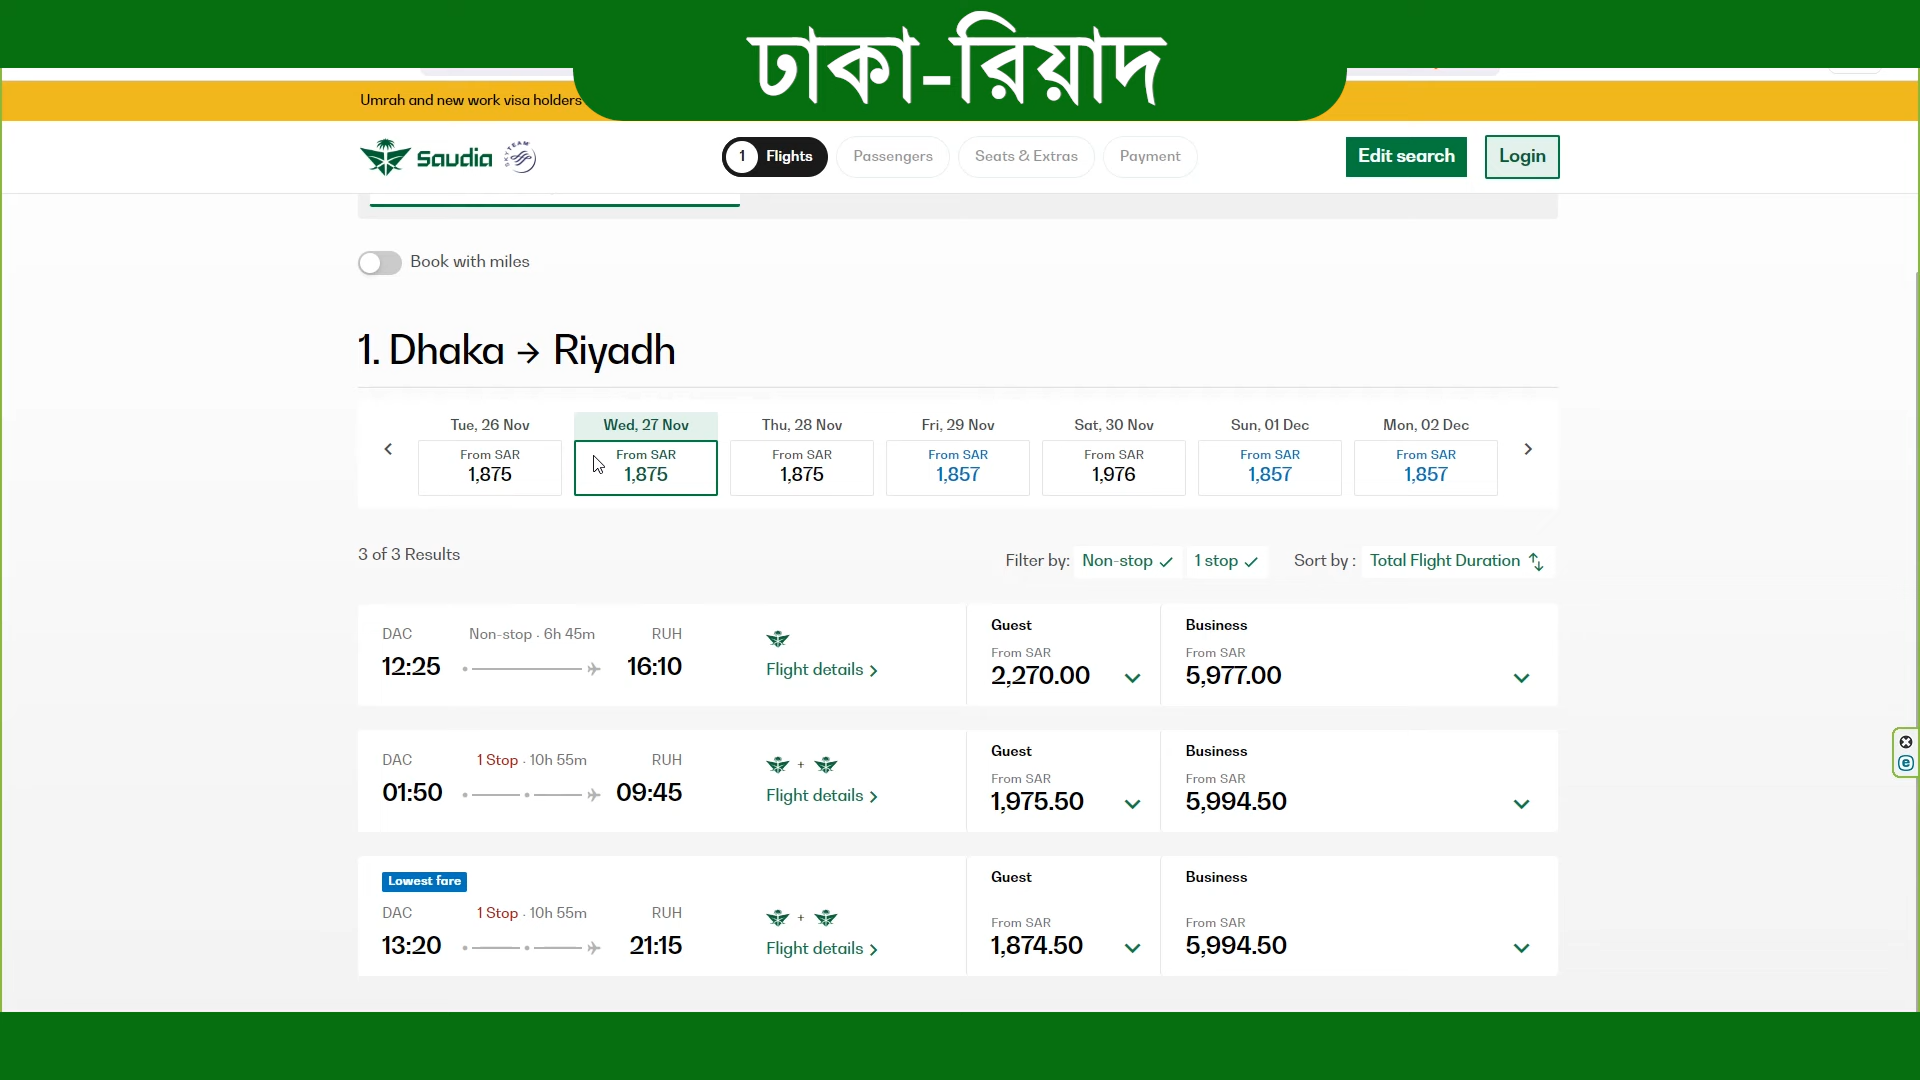 ঢাকা-রিয়াদ
Umrah and new work visa holders
Saudia SKYTEAM
1 Flights Passengers Seats & Extras Payment Edit search Login
Book with miles
1. Dhaka → Riyadh
Tue, 26 Nov Wed, 27 Nov Thu, 28 Nov Fri, 29 Nov Sat, 30 Nov Sun, 01 Dec Mon, 02 Dec
From SAR From SAR From SAR From SAR From SAR From SAR From SAR
1,875 1,875 1,875 1,857 1,976 1,857 1,857
3 of 3 Results Filter by: Non-stop ✓ 1 stop ✓ Sort by : Total Flight Duration
Guest Business
DAC Non-stop · 6h 45m RUH From SAR From SAR
12:25 16:10 Flight details 2,270.00 5,977.00
Guest Business
DAC 1 Stop · 10h 55m RUH + From SAR From SAR
01:50 09:45 Flight details 1,975.50 5,994.50
Lowest fare Guest Business
DAC 1 Stop · 10h 55m RUH + From SAR From SAR
13:20 21:15 Flight details 1,874.50 5,994.50